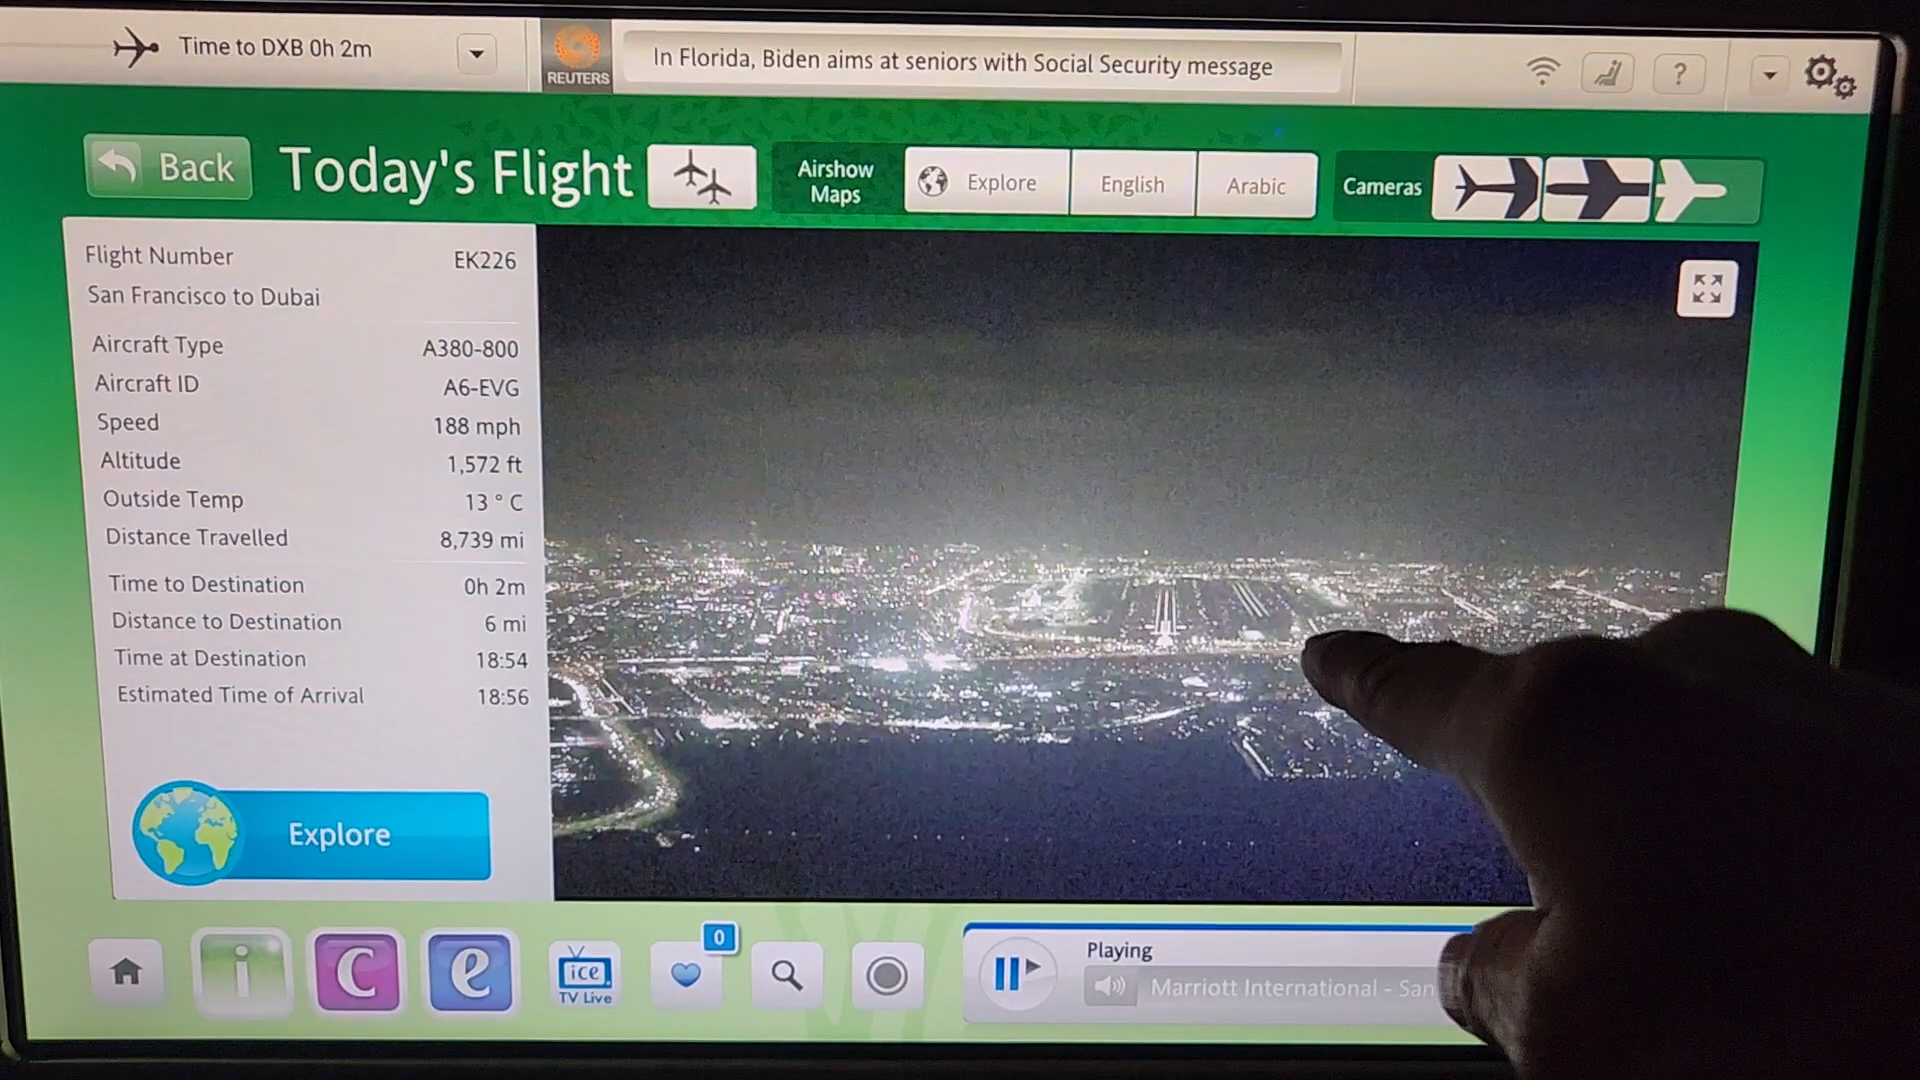 Time to DXB 0h 2m
REUTERS
In Florida, Biden aims at seniors with Social Security message
?
Back
Today's Flight
Airshow
Maps
Explore
English
Arabic
Cameras
Flight Number EK226
San Francisco to Dubai
Aircraft Type A380-800
Aircraft ID A6-EVG
Speed 188 mph
Altitude 1,572 ft
Outside Temp 13 ° C
Distance Travelled 8,739 mi
Time to Destination 0h 2m
Distance to Destination 6 mi
Time at Destination 18:54
Estimated Time of Arrival 18:56
Explore
i
C
e
ice
TV Live
0
Playing
Marriott International - San